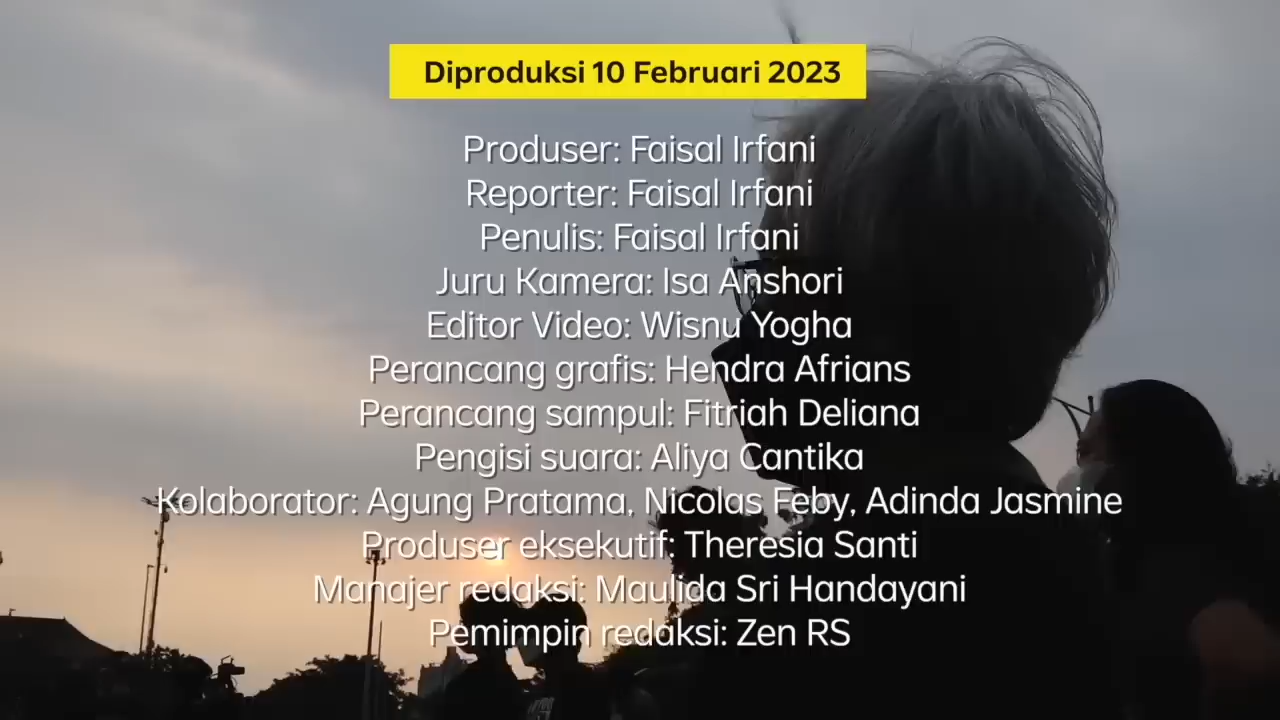 Diproduksi 10 Februari 2023
Produser: Faisal Irfani
Reporter: Faisal Irfani
Penulis: Faisal Irfani
Juru Kamera: Isa Anshori
Editor Video: Wisnu Yogha
Perancang grafis: Hendra Afrians
Perancang sampul: Fitriah Deliana
Pengisi suara: Aliya Cantika
Kolaborator: Agung Pratama, Nicolas Feby, Adinda Jasmine
Produser eksekutif: Theresia Santi
Manajer redaksi: Maulida Sri Handayani
Pemimpin redaksi: Zen RS